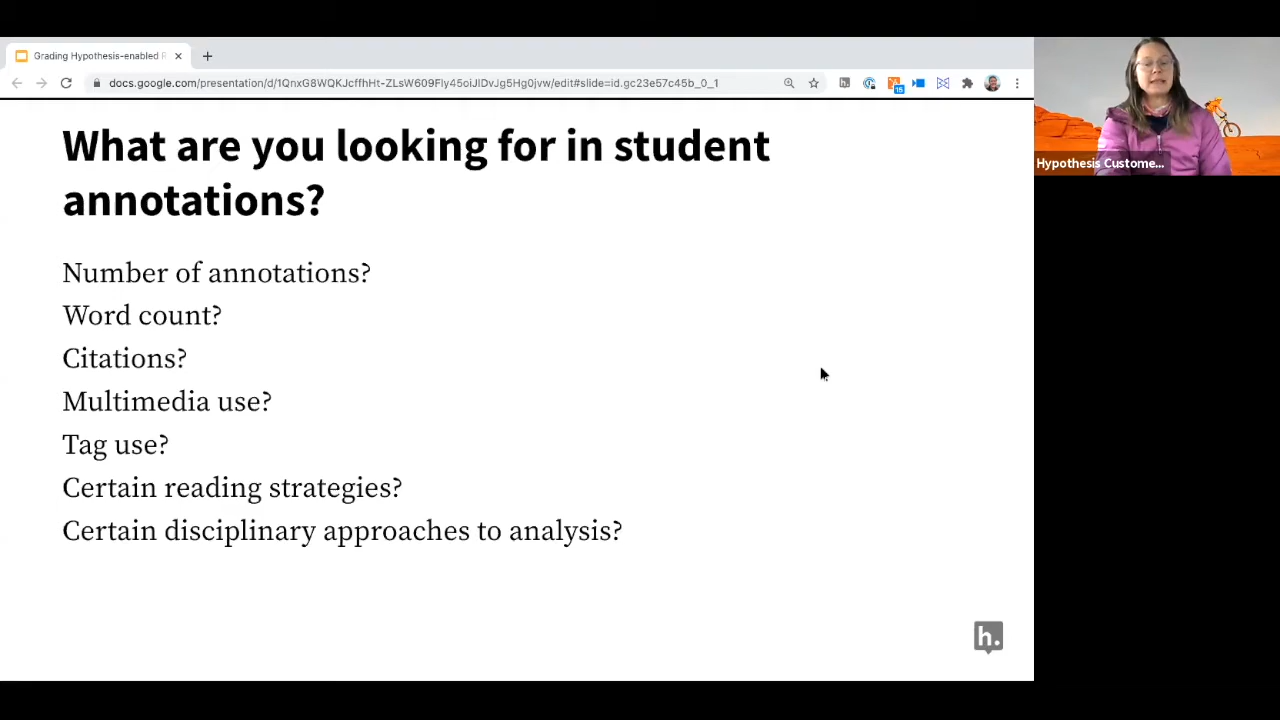 Grading Hypothesis-enabled R
docs.google.com/presentation/d/1QnxG8WQKJcffhHt-ZLsW609Fly45oiJlDvJg5Hg0jvw/edit#slide=id.gc23e57c45b_0_1
15
Hypothesis Custome...
What are you looking for in student
annotations?
Number of annotations?
Word count?
Citations?
Multimedia use?
Tag use?
Certain reading strategies?
Certain disciplinary approaches to analysis?
h.